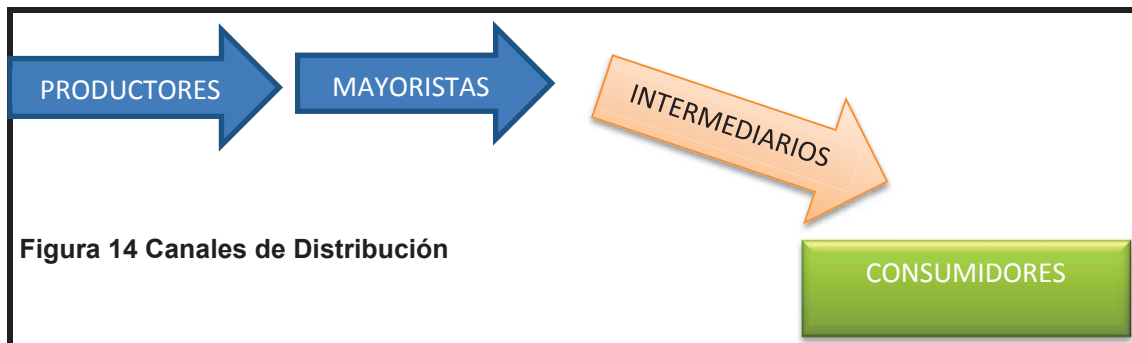 PRODUCTORES
MAYORISTAS
INTERMEDIARIOS
Figura 14 Canales de Distribución
CONSUMIDORES